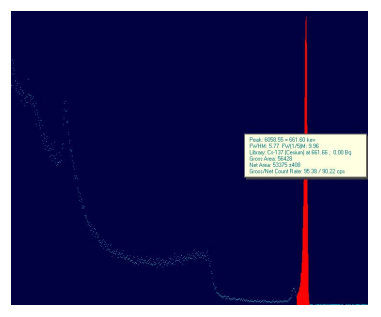 Peak: 6098.55 = 661.60 kev
FWHM: 5.77 FW(1/5)M: 9.96
Library: Cs-137 [Cesium] at 661.66 ; 0.00 Bq
Gross Area: 56428
Net Area: 53375 ±408
Gross/Net Count Rate: 95.38 / 90.22 cps